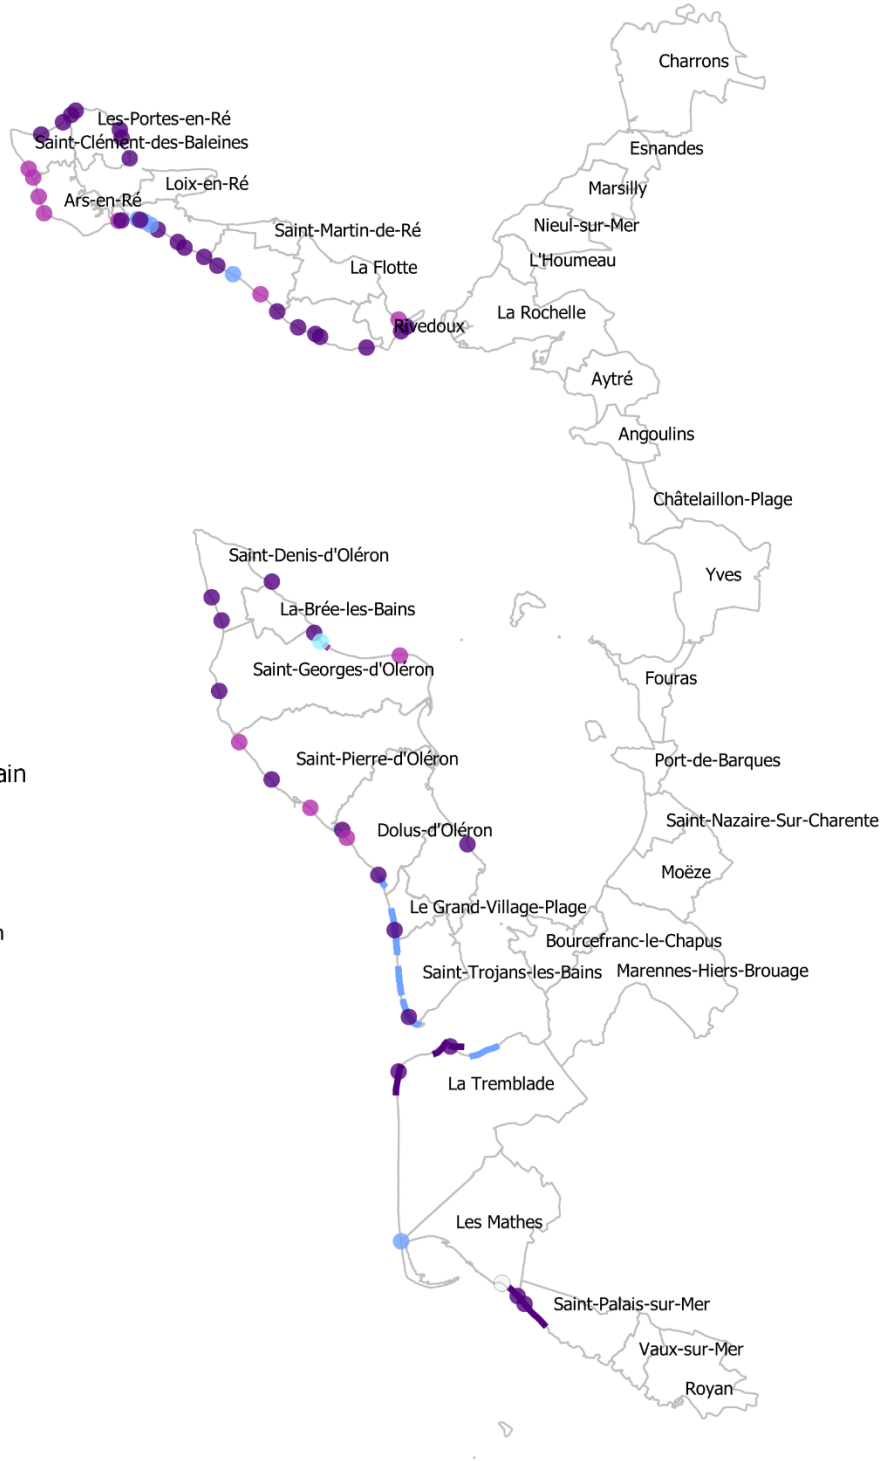 Charrons
Les-Portes-en-Ré
Saint-Clément-des-Baleines
Esnandes
Loix-en-Ré
Marsilly
Ars-en-Ré
Nieul-sur-Mer
Saint-Martin-de-Ré
L'Houmeau
La Flotte
La Rochelle
Rivedoux
Aytré
Angoulins
Châtelaillon-Plage
Saint-Denis-d'Oléron
Yves
La-Brée-les-Bains
Saint-Georges-d'Oléron
Fouras
Saint-Pierre-d'Oléron
Port-de-Barques
ain
Saint-Nazaire-Sur-Charente
Dolus-d'Oléron
Moëze
Le Grand-Village-Plage
n
Bourcefranc-le-Chapus
Saint-Trojans-les-Bains
Marennes-Hiers-Brouage
La Tremblade
Les Mathes
Saint-Palais-sur-Mer
Vaux-sur-Mer
Royan